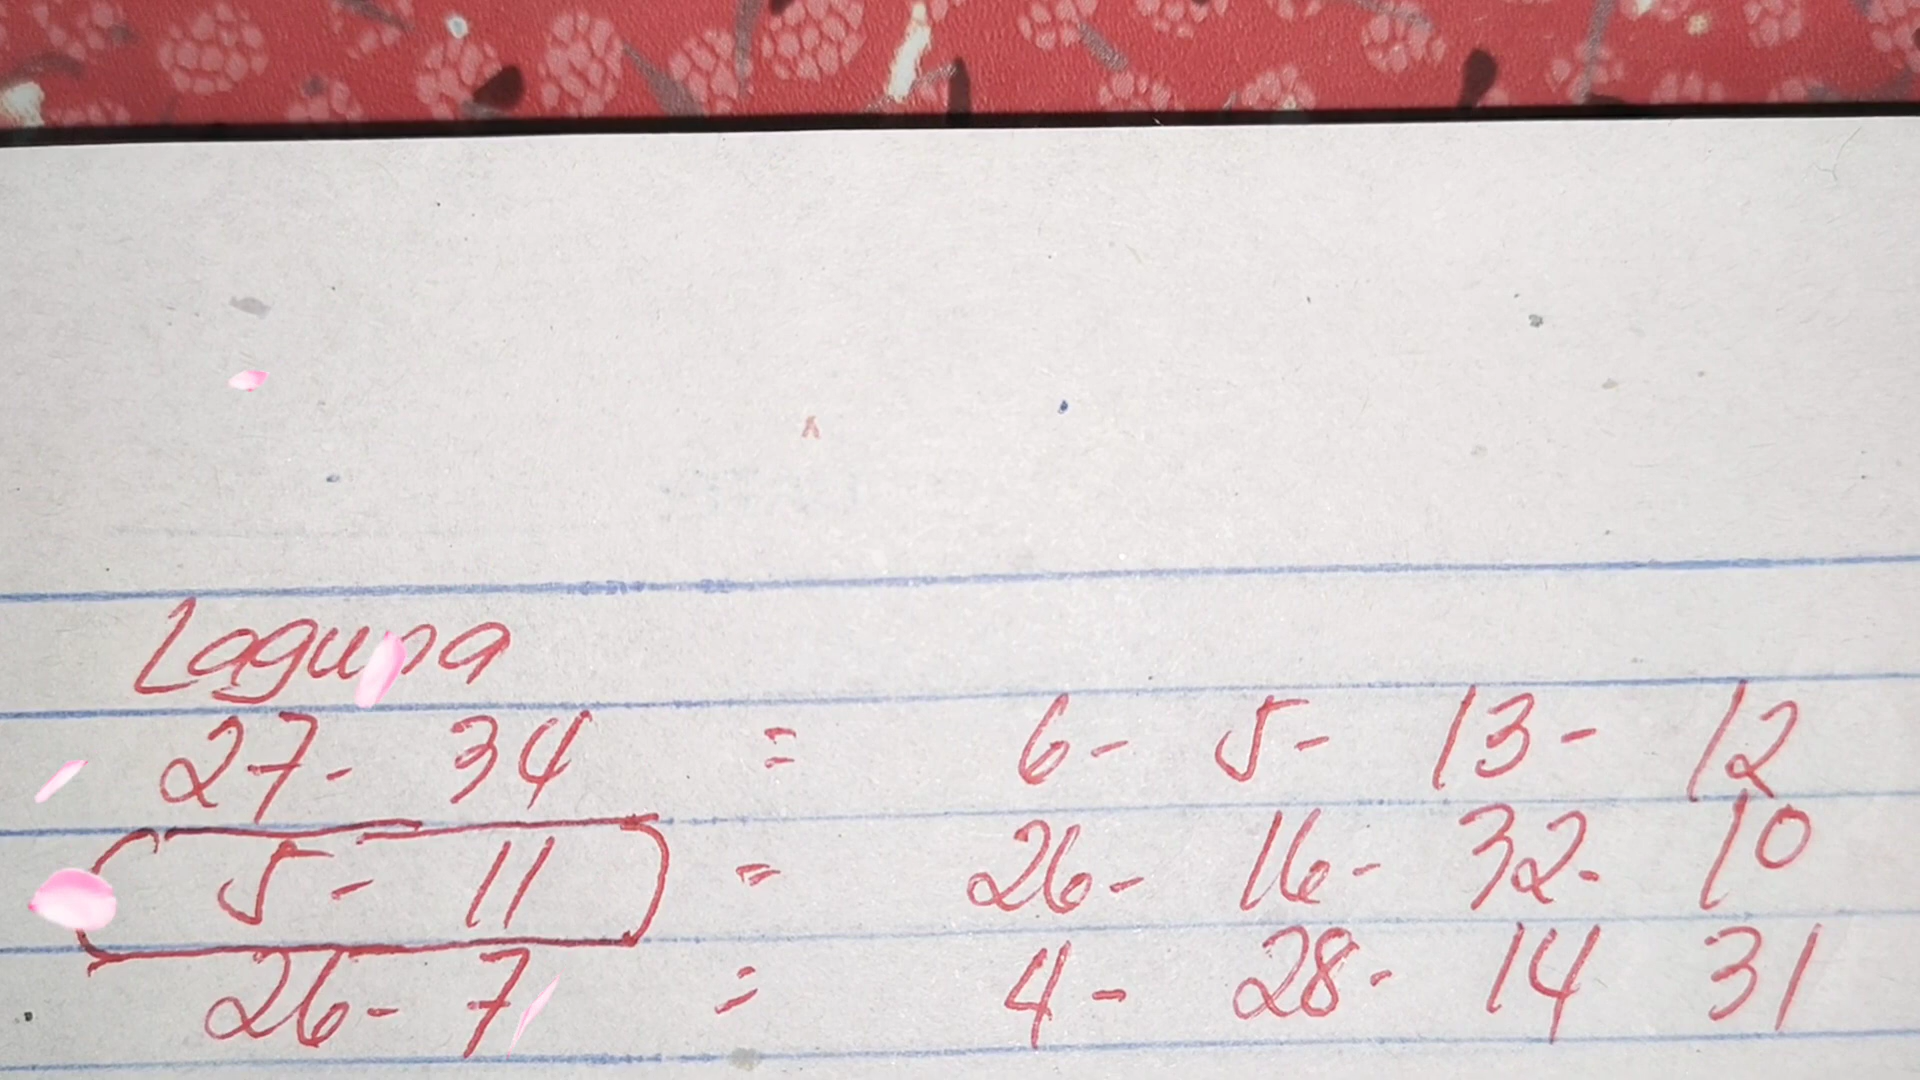 Laguna
27- 34 = 6- 5- 13- 12
5- 11 = 26- 16- 32- 10
26- 7 = 4- 28- 14 31